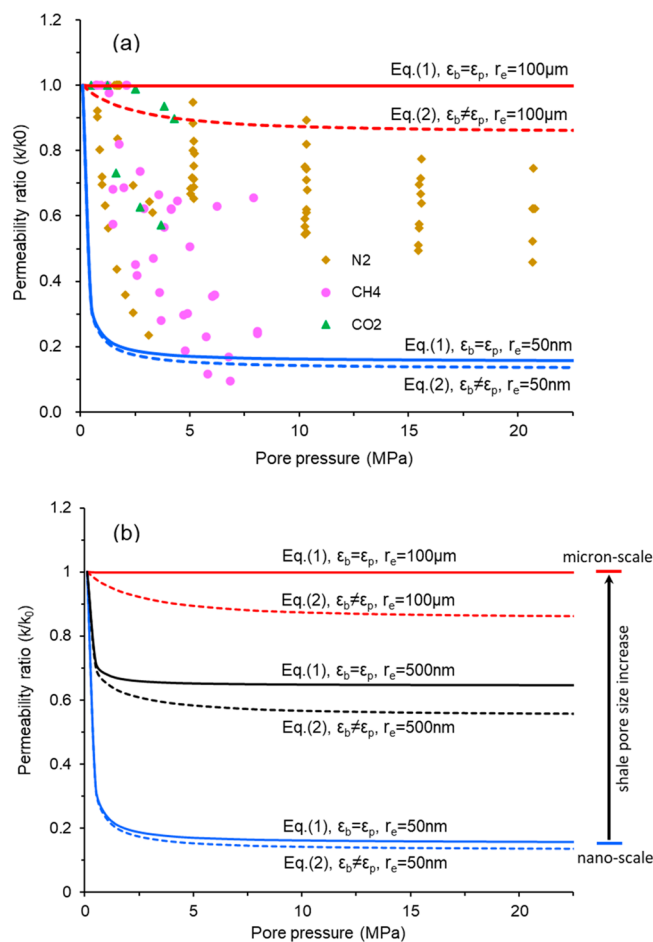 (a)
1.2
1.0
0.8
0.6
0.4
0.2
0.0
Permeability ratio (k/k0)
Eq.(1), εb=εp, re=100μm
Eq.(2), εb≠εp, re=100μm
N2
CH4
CO2
Eq.(1), εb=εp, re=50nm
Eq.(2), εb≠εp, re=50nm
0 5 10 15 20
Pore pressure (MPa)
(b)
1.2
1
0.8
0.6
0.4
0.2
0
Permeability ratio (k/k0)
Eq.(1), εb=εp, re=100μm
Eq.(2), εb≠εp, re=100μm
Eq.(1), εb=εp, re=500nm
Eq.(2), εb≠εp, re=500nm
Eq.(1), εb=εp, re=50nm
Eq.(2), εb≠εp, re=50nm
0 5 10 15 20
Pore pressure (MPa)
micron-scale
shale pore size increase
nano-scale